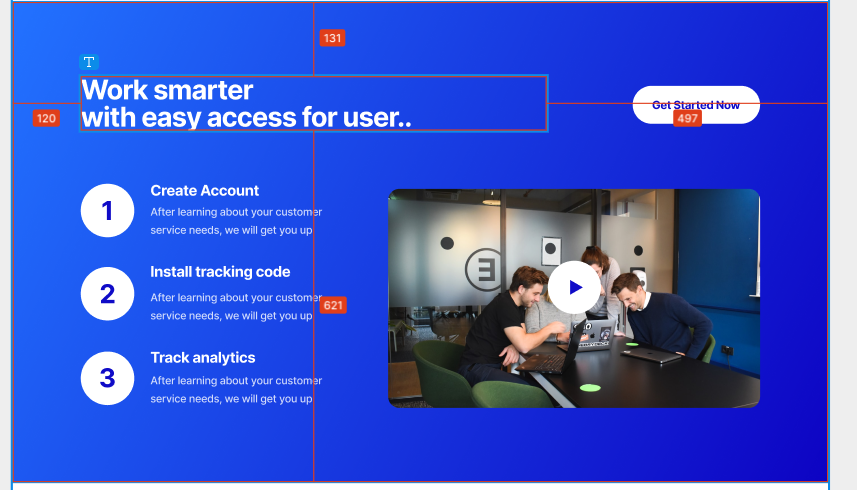 131
T
Work smarter
with easy access for user..
Get Started Now
120
497
1
Create Account
After learning about your customer
service needs, we will get you up
2
Install tracking code
After learning about your customer
service needs, we will get you up
621
3
Track analytics
After learning about your customer
service needs, we will get you up